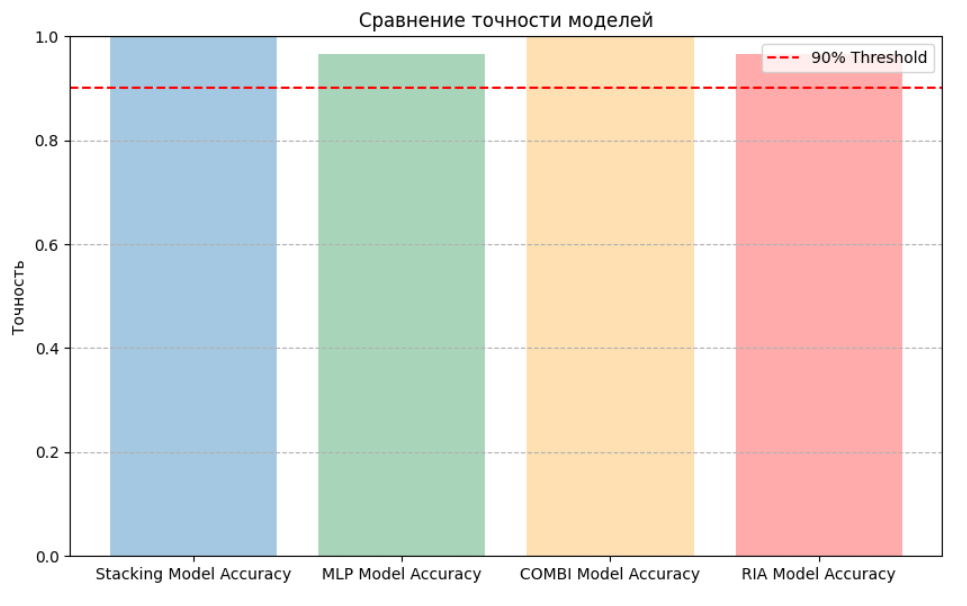 Сравнение точности моделей
90% Threshold
Точность
1.0
0.8
0.6
0.4
0.2
0.0
Stacking Model Accuracy
MLP Model Accuracy
COMBI Model Accuracy
RIA Model Accuracy